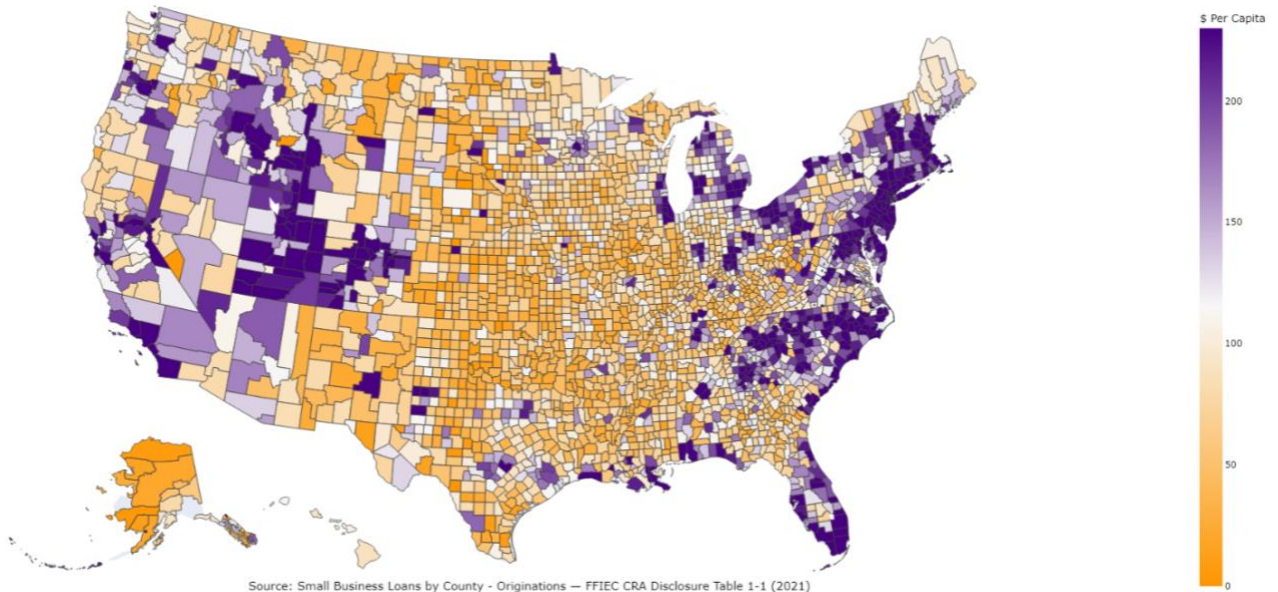 $ Per Capita
200
150
100
50
0
Source: Small Business Loans by County - Originations — FFIEC CRA Disclosure Table 1-1 (2021)